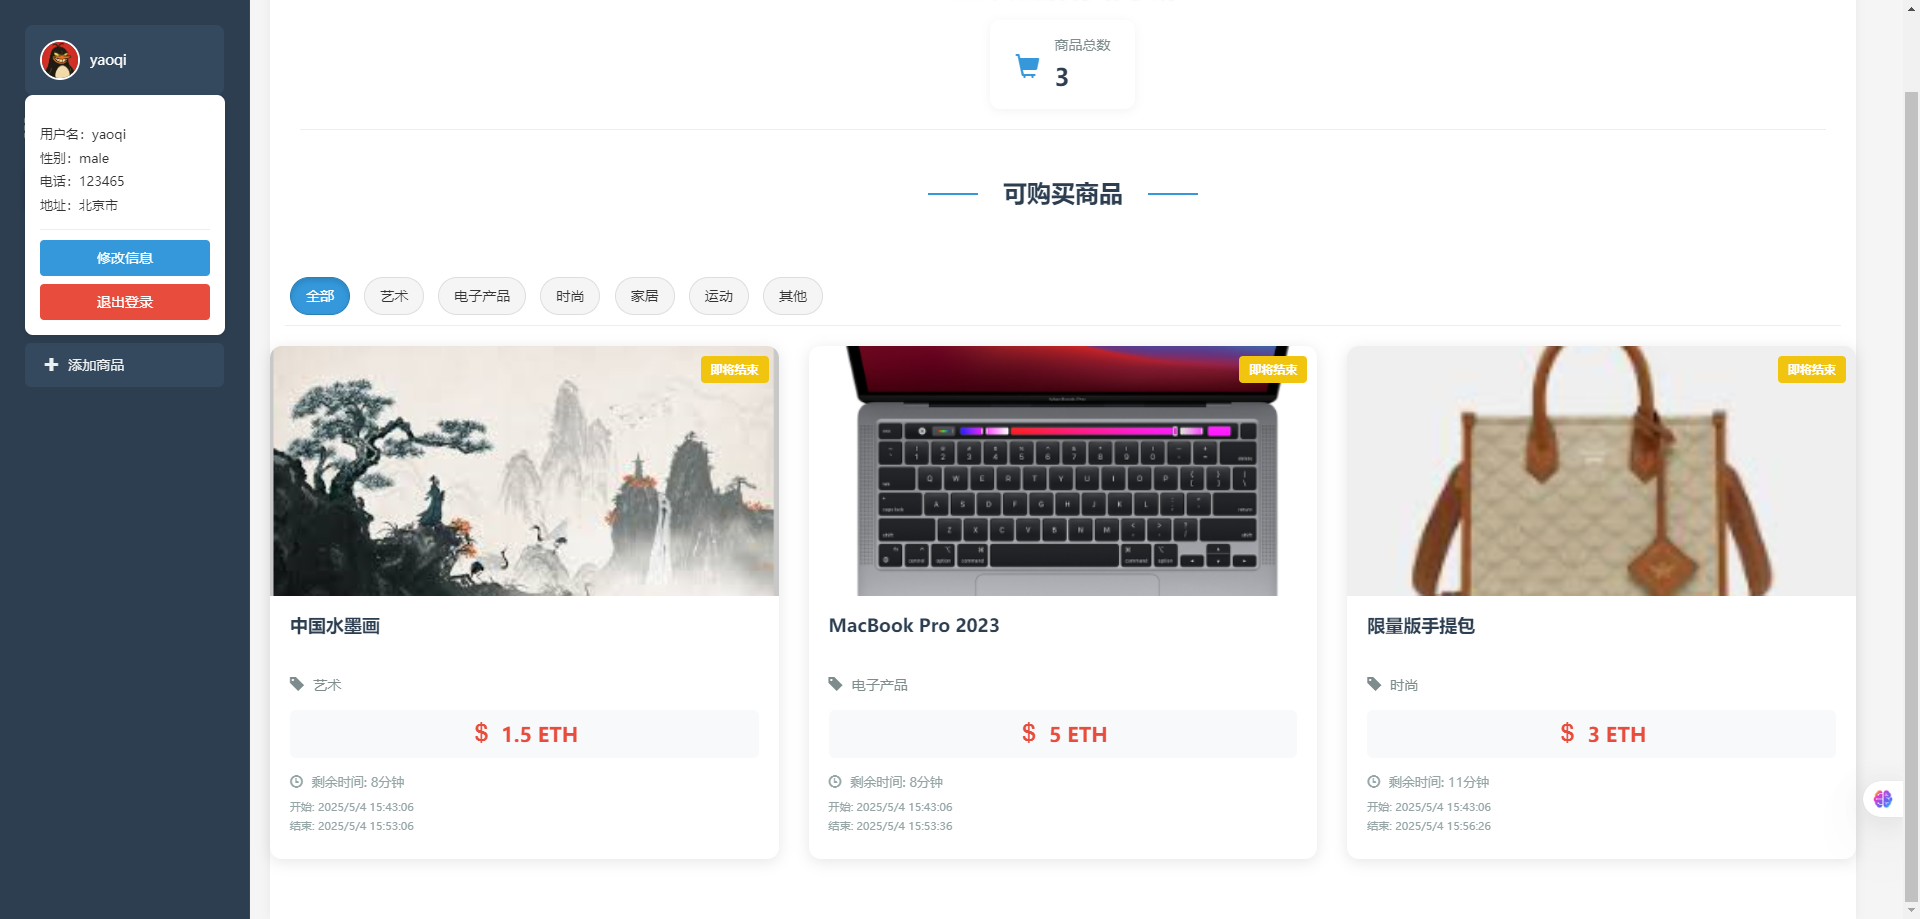 yaoqi
用户名：yaoqi
性别：male
电话：123465
地址：北京市
修改信息
退出登录
添加商品
商品总数
3
可购买商品
全部
艺术
电子产品
时尚
家居
运动
其他
即将结束
即将结束
即将结束
中国水墨画
艺术
$ 1.5 ETH
剩余时间: 8分钟
开始: 2025/5/4 15:43:06
结束: 2025/5/4 15:53:06
MacBook Pro 2023
电子产品
$ 5 ETH
剩余时间: 8分钟
开始: 2025/5/4 15:43:06
结束: 2025/5/4 15:53:36
限量版手提包
时尚
$ 3 ETH
剩余时间: 11分钟
开始: 2025/5/4 15:43:06
结束: 2025/5/4 15:56:26